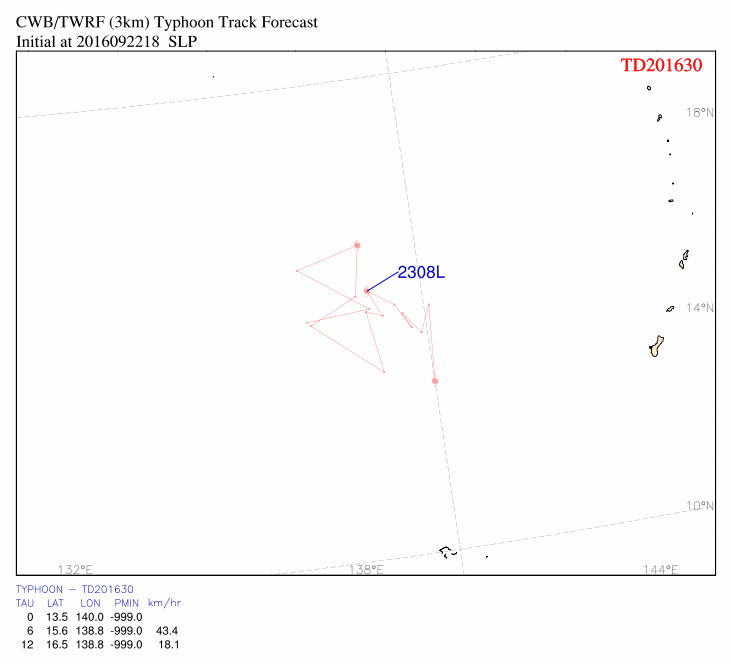 CWB/TWRF (3km) Typhoon Track Forecast
Initial at 2016092218 SLP
TD201630
18°N
2308L
14°N
10°N
132°E 138°E 144°E
TYPHOON - TD201630
TAU LAT LON PMIN km/hr
0 13.5 140.0 -999.0
6 15.6 138.8 -999.0 43.4
12 16.5 138.8 -999.0 18.1